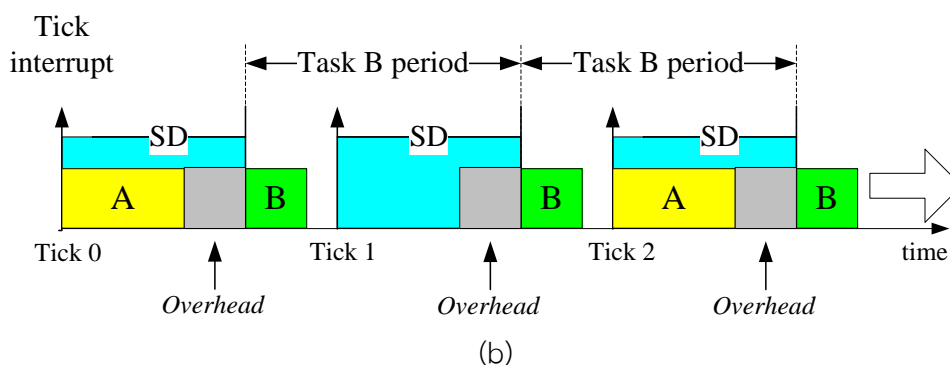 Tick
interrupt
Task B period
Task B period
SD
SD
SD
A
B
B
A
B
Tick 0
Tick 1
Tick 2
time
Overhead
Overhead
Overhead
(b)